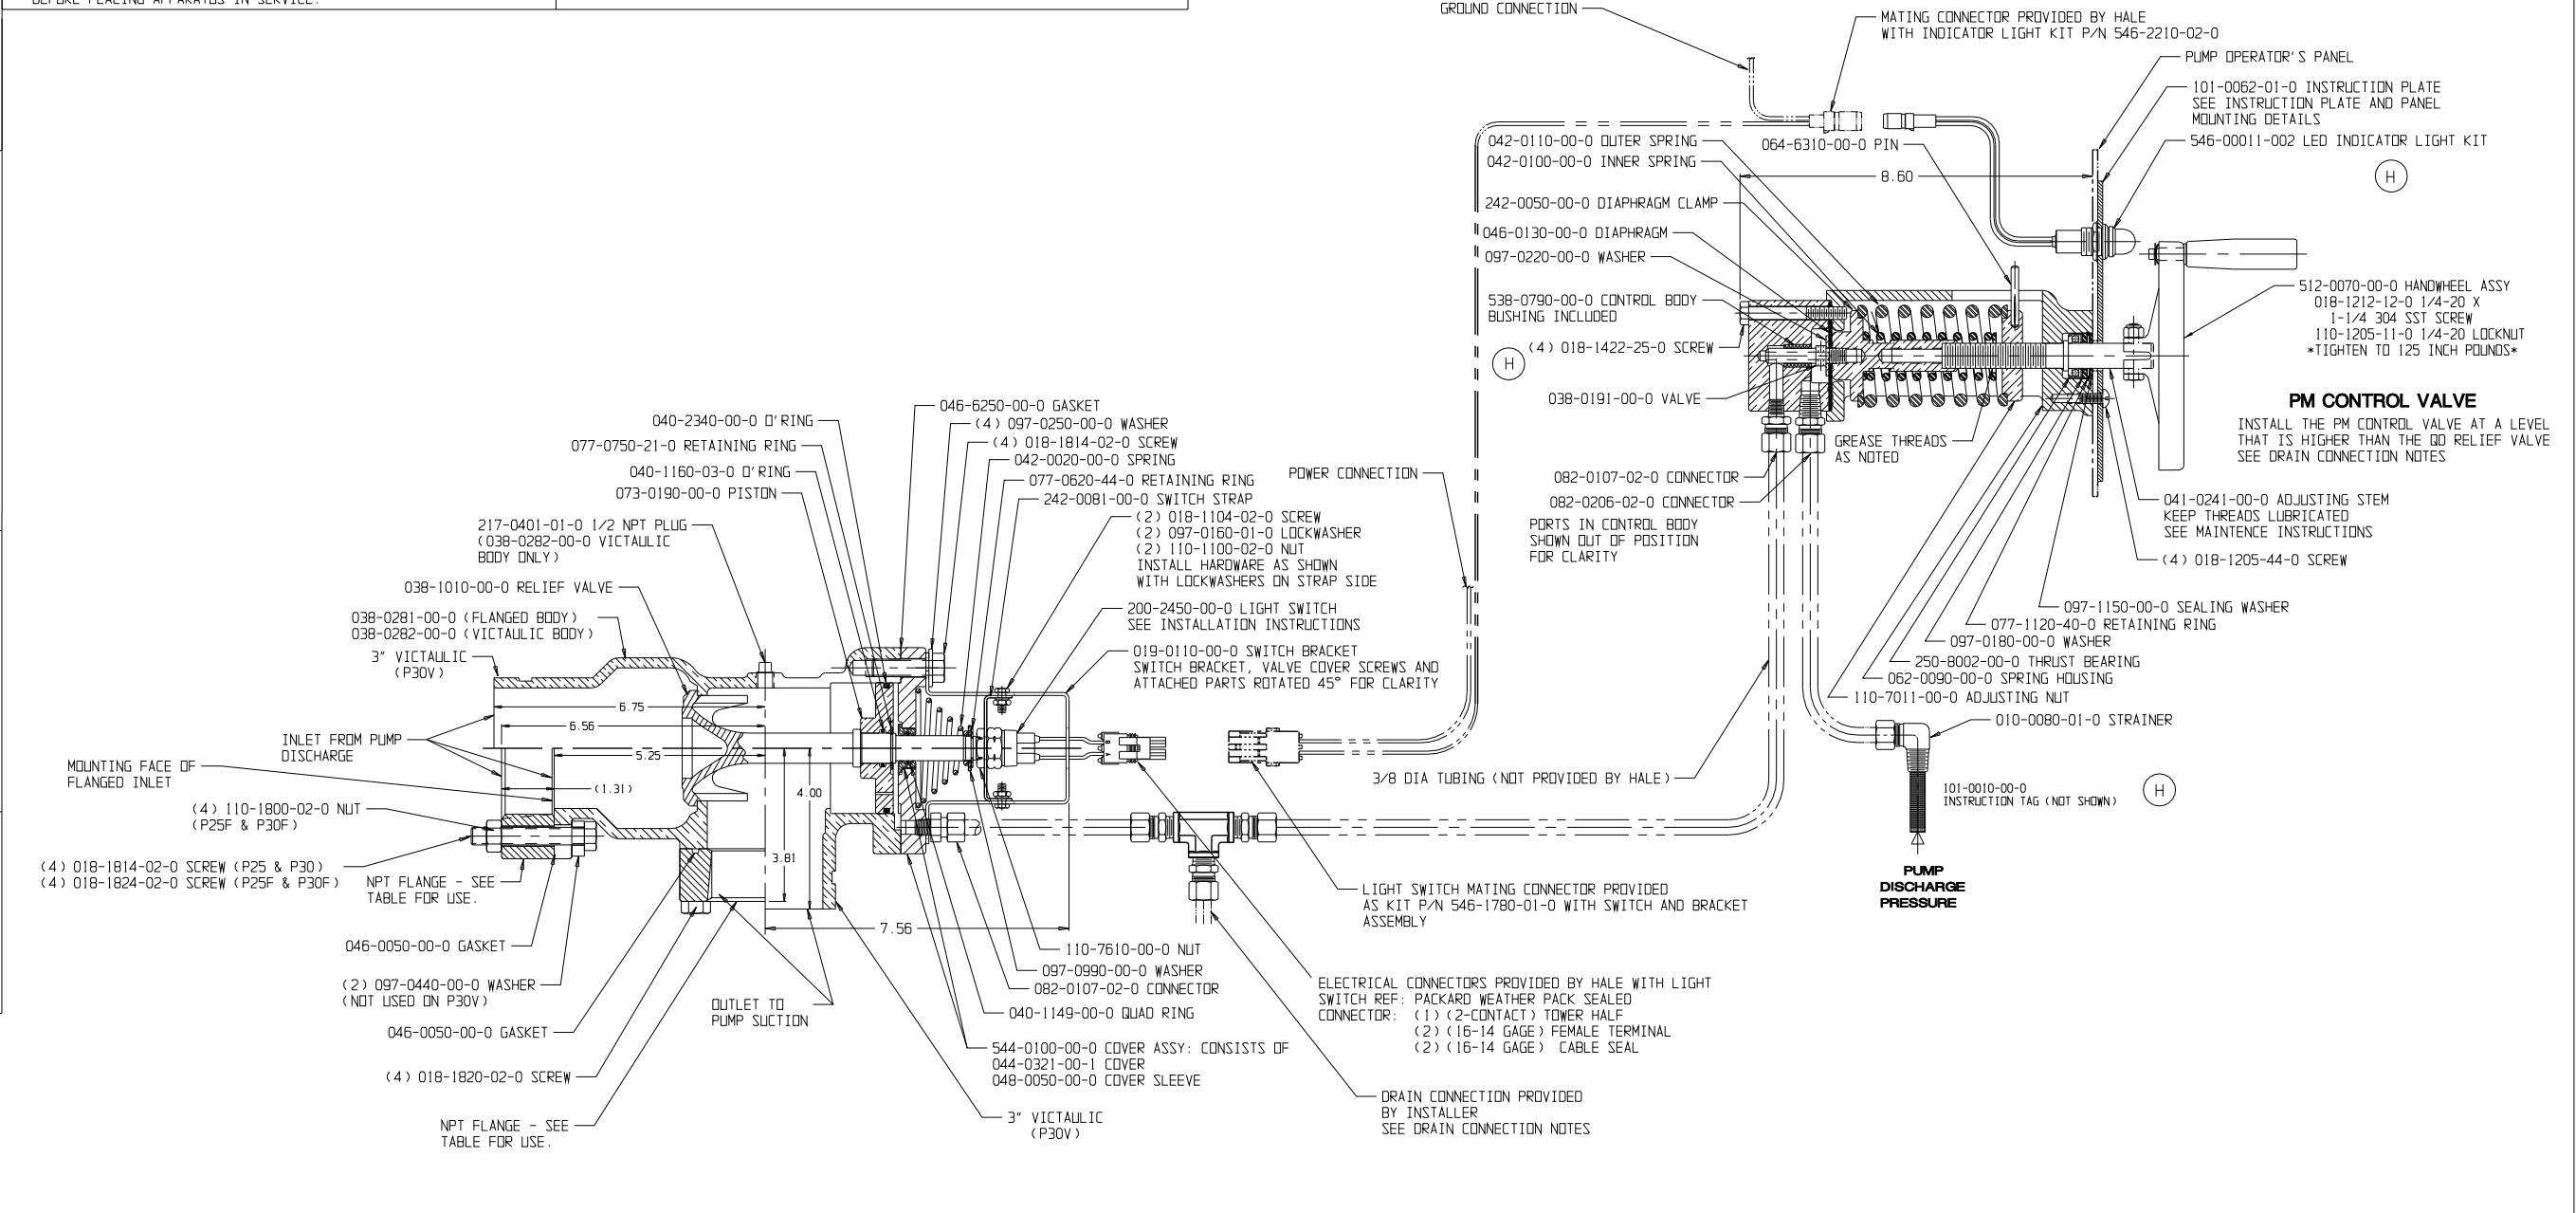 BEFORE PLACING APPARATUS IN SERVICE.
GROUND CONNECTION
MATING CONNECTOR PROVIDED BY HALE
WITH INDICATOR LIGHT KIT P/N 546-2210-02-0
PUMP OPERATOR'S PANEL
101-0062-01-0 INSTRUCTION PLATE
SEE INSTRUCTION PLATE AND PANEL
MOUNTING DETAILS
546-00011-002 LED INDICATOR LIGHT KIT
H
042-0110-00-0 OUTER SPRING
042-0100-00-0 INNER SPRING
064-6310-00-0 PIN
8.60
242-0050-00-0 DIAPHRAGM CLAMP
046-0130-00-0 DIAPHRAGM
097-0220-00-0 WASHER
538-0790-00-0 CONTROL BODY
BUSHING INCLUDED
(4) 018-1422-25-0 SCREW
H
038-0191-00-0 VALVE
512-0070-00-0 HANDWHEEL ASSY
018-1212-12-0 1/4-20 X
1-1/4 304 SST SCREW
110-1205-11-0 1/4-20 LOCKNUT
*TIGHTEN TO 125 INCH POUNDS*
PM CONTROL VALVE
INSTALL THE PM CONTROL VALVE AT A LEVEL
THAT IS HIGHER THAN THE QD RELIEF VALVE
SEE DRAIN CONNECTION NOTES
GREASE THREADS
AS NOTED
082-0107-02-0 CONNECTOR
082-0206-02-0 CONNECTOR
PORTS IN CONTROL BODY
SHOWN OUT OF POSITION
FOR CLARITY
041-0241-00-0 ADJUSTING STEM
KEEP THREADS LUBRICATED
SEE MAINTENCE INSTRUCTIONS
(4) 018-1205-44-0 SCREW
097-1150-00-0 SEALING WASHER
077-1120-40-0 RETAINING RING
097-0180-00-0 WASHER
250-8002-00-0 THRUST BEARING
062-0090-00-0 SPRING HOUSING
110-7011-00-0 ADJUSTING NUT
010-0080-01-0 STRAINER
101-0010-00-0
INSTRUCTION TAG (NOT SHOWN)
H
PUMP
DISCHARGE
PRESSURE
3/8 DIA TUBING (NOT PROVIDED BY HALE)
POWER CONNECTION
046-6250-00-0 GASKET
(4) 097-0250-00-0 WASHER
(4) 018-1814-02-0 SCREW
042-0020-00-0 SPRING
077-0620-44-0 RETAINING RING
242-0081-00-0 SWITCH STRAP
(2) 018-1104-02-0 SCREW
(2) 097-0160-01-0 LOCKWASHER
(2) 110-1100-02-0 NUT
INSTALL HARDWARE AS SHOWN
WITH LOCKWASHERS ON STRAP SIDE
200-2450-00-0 LIGHT SWITCH
SEE INSTALLATION INSTRUCTIONS
019-0110-00-0 SWITCH BRACKET
SWITCH BRACKET, VALVE COVER SCREWS AND
ATTACHED PARTS ROTATED 45° FOR CLARITY
040-2340-00-0 O'RING
077-0750-21-0 RETAINING RING
040-1160-03-0 O'RING
073-0190-00-0 PISTON
217-0401-01-0 1/2 NPT PLUG
(038-0282-00-0 VICTAULIC
BODY ONLY)
038-1010-00-0 RELIEF VALVE
038-0281-00-0 (FLANGED BODY)
038-0282-00-0 (VICTAULIC BODY)
3" VICTAULIC
(P30V)
6.75
6.56
5.25
(1.31)
4.00
3.81
7.56
INLET FROM PUMP
DISCHARGE
MOUNTING FACE OF
FLANGED INLET
(4) 110-1800-02-0 NUT
(P25F & P30F)
(4) 018-1814-02-0 SCREW (P25 & P30)
(4) 018-1824-02-0 SCREW (P25F & P30F)
NPT FLANGE - SEE
TABLE FOR USE.
046-0050-00-0 GASKET
(2) 097-0440-00-0 WASHER
(NOT USED ON P30V)
046-0050-00-0 GASKET
(4) 018-1820-02-0 SCREW
NPT FLANGE - SEE
TABLE FOR USE.
OUTLET TO
PUMP SUCTION
110-7610-00-0 NUT
097-0990-00-0 WASHER
082-0107-02-0 CONNECTOR
040-1149-00-0 QUAD RING
544-0100-00-0 COVER ASSY: CONSISTS OF
044-0321-00-1 COVER
048-0050-00-0 COVER SLEEVE
3" VICTAULIC
(P30V)
LIGHT SWITCH MATING CONNECTOR PROVIDED
AS KIT P/N 546-1780-01-0 WITH SWITCH AND BRACKET
ASSEMBLY
ELECTRICAL CONNECTORS PROVIDED BY HALE WITH LIGHT
SWITCH REF: PACKARD WEATHER PACK SEALED
CONNECTOR: (1) (2-CONTACT) TOWER HALF
(2) (16-14 GAGE) FEMALE TERMINAL
(2) (16-14 GAGE) CABLE SEAL
DRAIN CONNECTION PROVIDED
BY INSTALLER
SEE DRAIN CONNECTION NOTES